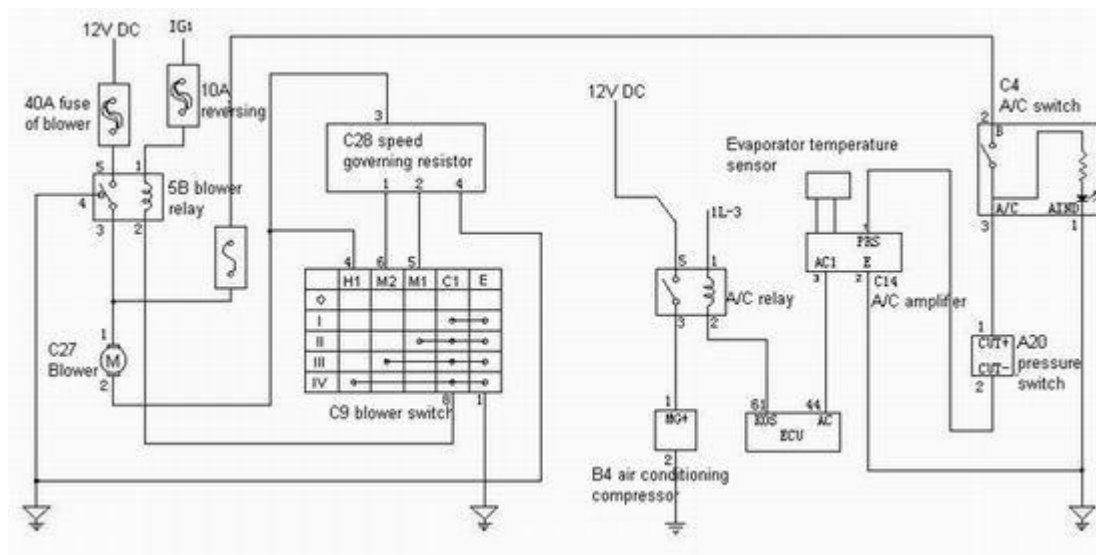 12V DC
IG1
40A fuse
of blower
10A
reversing
5
1
4
5B blower
relay
3
2
3
C28 speed
governing resistor
1
2
4
4
6
5
H1
M2
M1
C1
E
I
II
III
IV
8
1
C9 blower switch
1
C27
Blower
M
2
12V DC
1L-3
5
1
A/C relay
3
2
Evaporator temperature
sensor
PRS
AC1
E
3
2
C14
A/C amplifier
C4
A/C switch
2
B
A/C
AIND
3
1
1
CUT+
CUT-
2
A20
pressure
switch
1
MG+
2
B4 air conditioning
compressor
61
44
AC
ECU